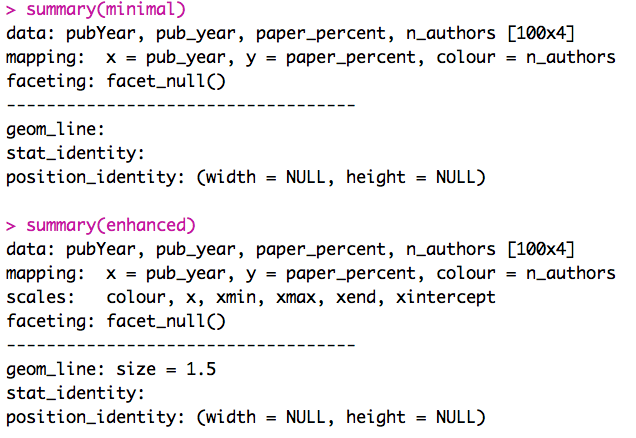 > summary(minimal)
data: pubYear, pub_year, paper_percent, n_authors [100x4]
mapping:  x = pub_year, y = paper_percent, colour = n_authors
faceting: facet_null()
-----------------------------------
geom_line:
stat_identity:
position_identity: (width = NULL, height = NULL)
> summary(enhanced)
data: pubYear, pub_year, paper_percent, n_authors [100x4]
mapping:  x = pub_year, y = paper_percent, colour = n_authors
scales:   colour, x, xmin, xmax, xend, xintercept
faceting: facet_null()
-----------------------------------
geom_line: size = 1.5
stat_identity:
position_identity: (width = NULL, height = NULL)